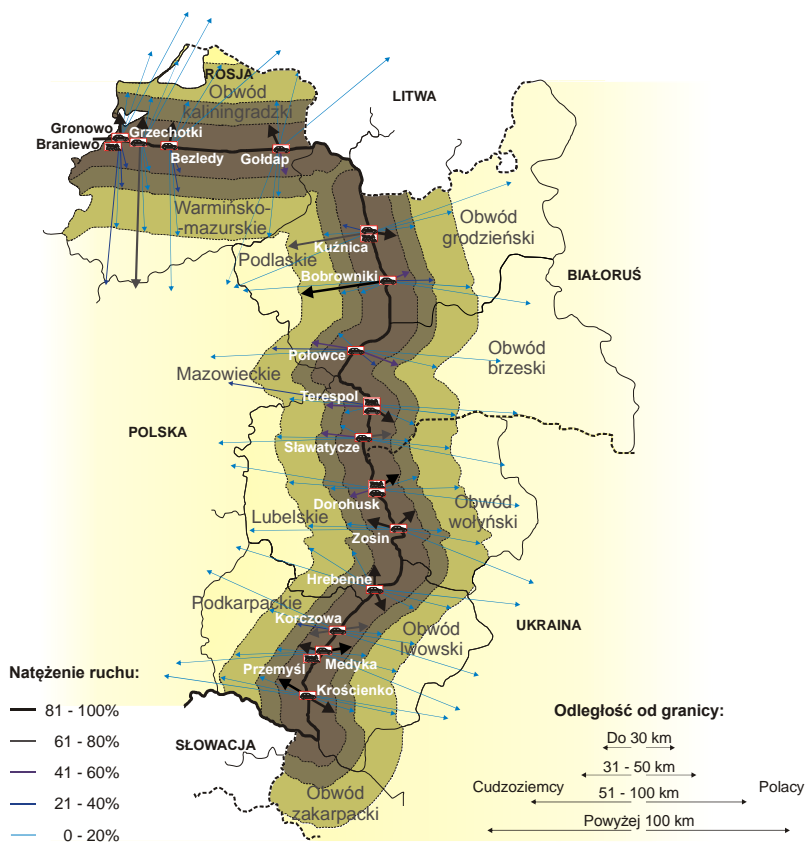 ROSJA
Obwód
kaliningradzki
LITWA
Gronowo
Grzechotki
Braniewo
Bezledy
Gołdap
Warmińsko-
-mazurskie
Obwód
grodzieński
Kuźnica
Podlaskie
Bobrowniki
BIAŁORUŚ
Połowce
Obwód
brzeski
Mazowieckie
Terespol
POLSKA
Sławatycze
Dorohusk
Obwód
wołyński
Lubelskie
Zosin
Hrebenne
Podkarpackie
Korczowa
UKRAINA
Obwód
lwowski
Przemyśl
Medyka
Krościenko
Natężenie ruchu:
81 - 100%
61 - 80%
41 - 60%
21 - 40%
0 - 20%
SŁOWACJA
Obwód
zakarpacki
Odległość od granicy:
Do 30 km
31 - 50 km
Cudzoziemcy
51 - 100 km
Polacy
Powyżej 100 km